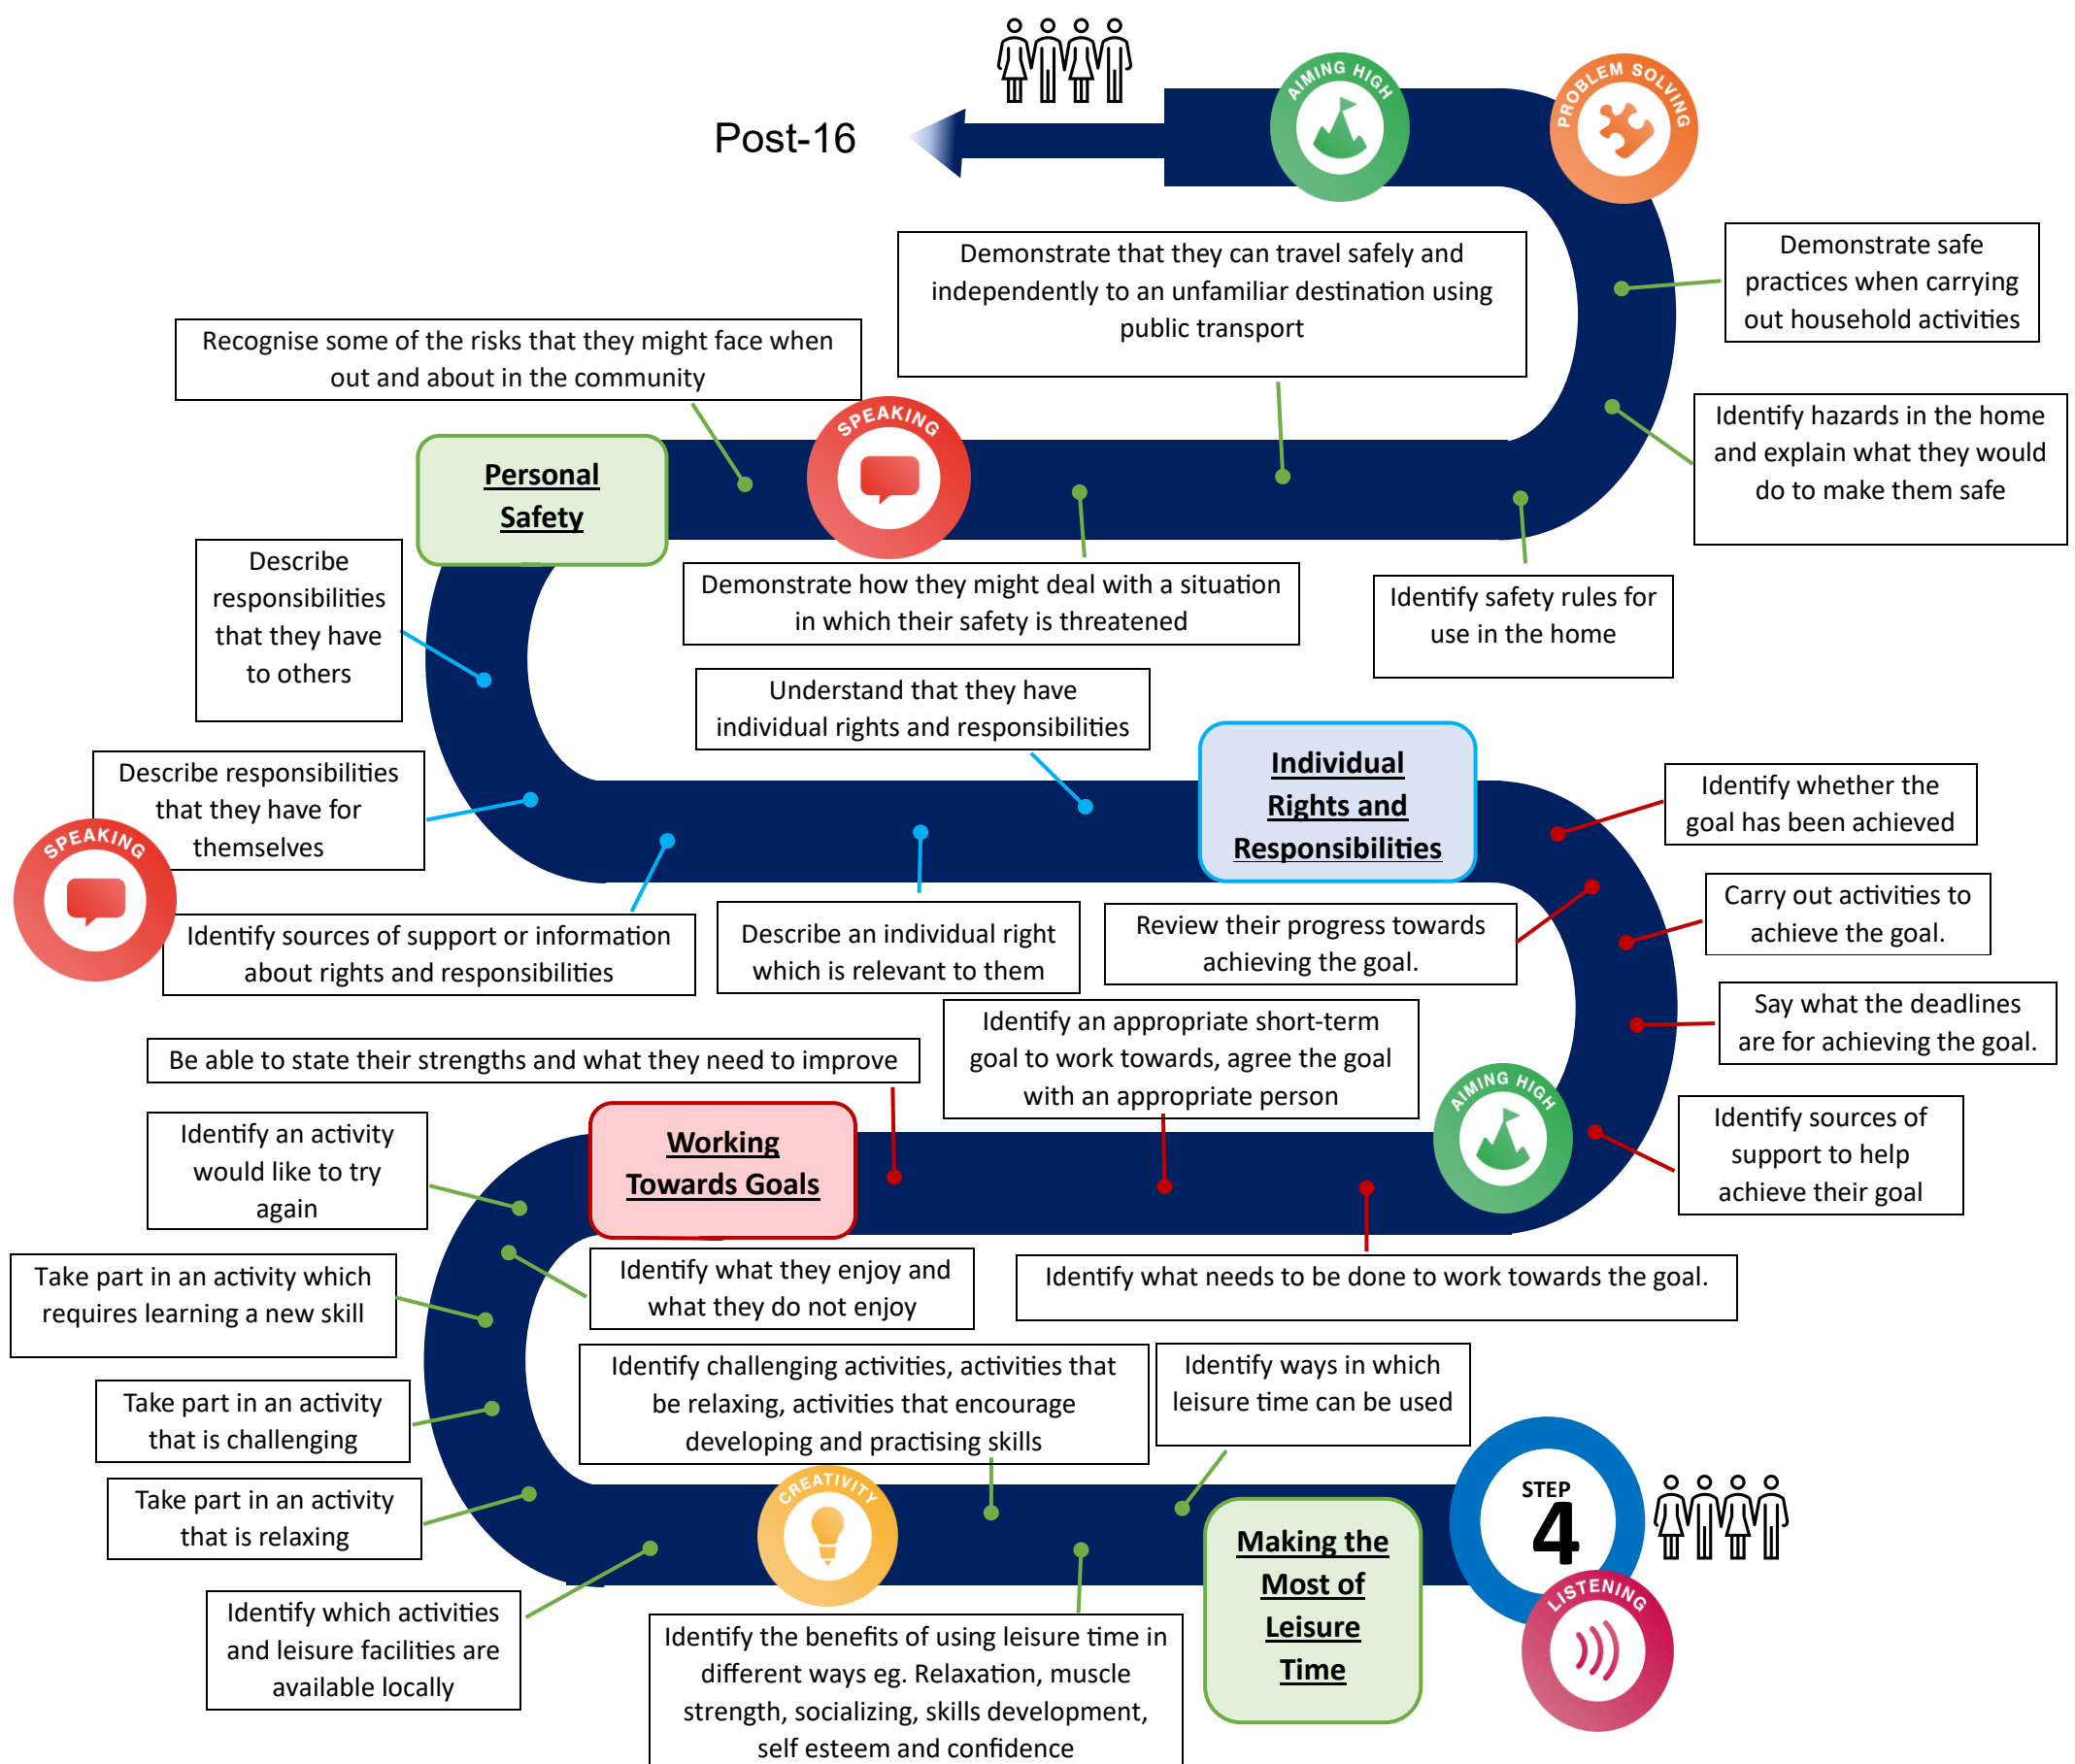 Post-16
AIMING HIGH
PROBLEM SOLVING
Demonstrate safe
practices when carrying
out household activities
Demonstrate that they can travel safely and
independently to an unfamiliar destination using
public transport
Recognise some of the risks that they might face when
out and about in the community
SPEAKING
Identify hazards in the home
and explain what they would
do to make them safe
Personal
Safety
Describe
responsibilities
that they have
to others
Demonstrate how they might deal with a situation
in which their safety is threatened
Identify safety rules for
use in the home
Understand that they have
individual rights and responsibilities
Individual
Rights and
Responsibilities
Describe responsibilities
that they have for
themselves
SPEAKING
Identify whether the
goal has been achieved
Identify sources of support or information
about rights and responsibilities
Describe an individual right
which is relevant to them
Review their progress towards
achieving the goal.
Carry out activities to
achieve the goal.
Say what the deadlines
are for achieving the goal.
Be able to state their strengths and what they need to improve
Identify an appropriate short-term
goal to work towards, agree the goal
with an appropriate person
AIMING HIGH
Identify sources of
support to help
achieve their goal
Identify an activity
would like to try
again
Working
Towards Goals
Take part in an activity which
requires learning a new skill
Identify what they enjoy and
what they do not enjoy
Identify what needs to be done to work towards the goal.
Identify challenging activities, activities that
be relaxing, activities that encourage
developing and practising skills
Identify ways in which
leisure time can be used
Take part in an activity
that is challenging
Take part in an activity
that is relaxing
CREATIVITY
STEP
4
Making the
Most of
Leisure
Time
LISTENING
Identify which activities
and leisure facilities are
available locally
Identify the benefits of using leisure time in
different ways eg. Relaxation, muscle
strength, socializing, skills development,
self esteem and confidence